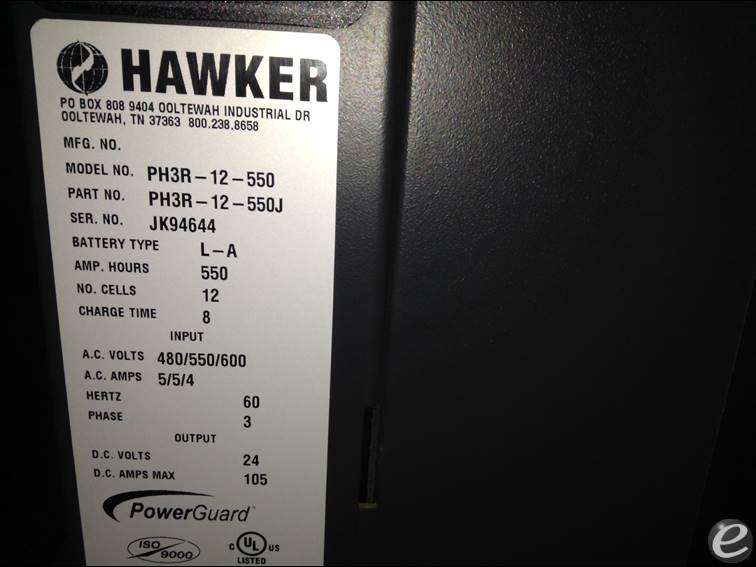 HAWKER
PO BOX 808 9404 OOLTEWAH INDUSTRIAL DR
OOLTEWAH, TN 37363 800.238.8658
MFG. NO.
MODEL NO. PH3R-12-550
PART NO. PH3R-12-550J
SER. NO. JK94644
BATTERY TYPE L-A
AMP. HOURS 550
NO. CELLS 12
CHARGE TIME 8
INPUT
A.C. VOLTS 480/550/600
A.C. AMPS 5/5/4
HERTZ 60
PHASE 3
OUTPUT
D.C. VOLTS 24
D.C. AMPS MAX 105
PowerGuard™
ISO 9000
c UL US
LISTED
e